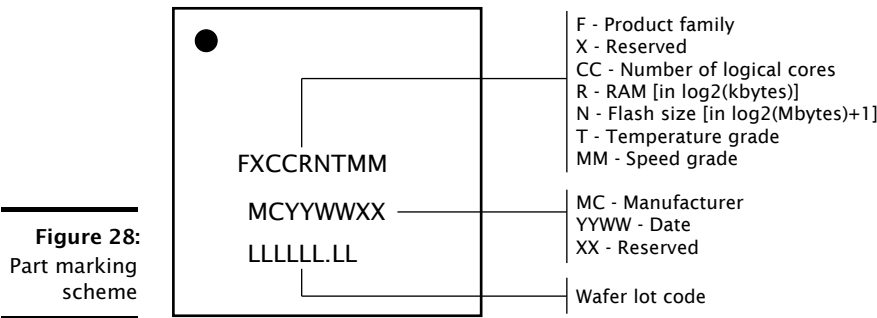 F - Product family
X - Reserved
CC - Number of logical cores
R - RAM [in log2(kbytes)]
N - Flash size [in log2(Mbytes)+1]
T - Temperature grade
MM - Speed grade
FXCCRNTMM
MCYYWWXX
MC - Manufacturer
YYWW - Date
XX - Reserved
LLLLLL.LL
Wafer lot code
Figure 28:
Part marking
scheme